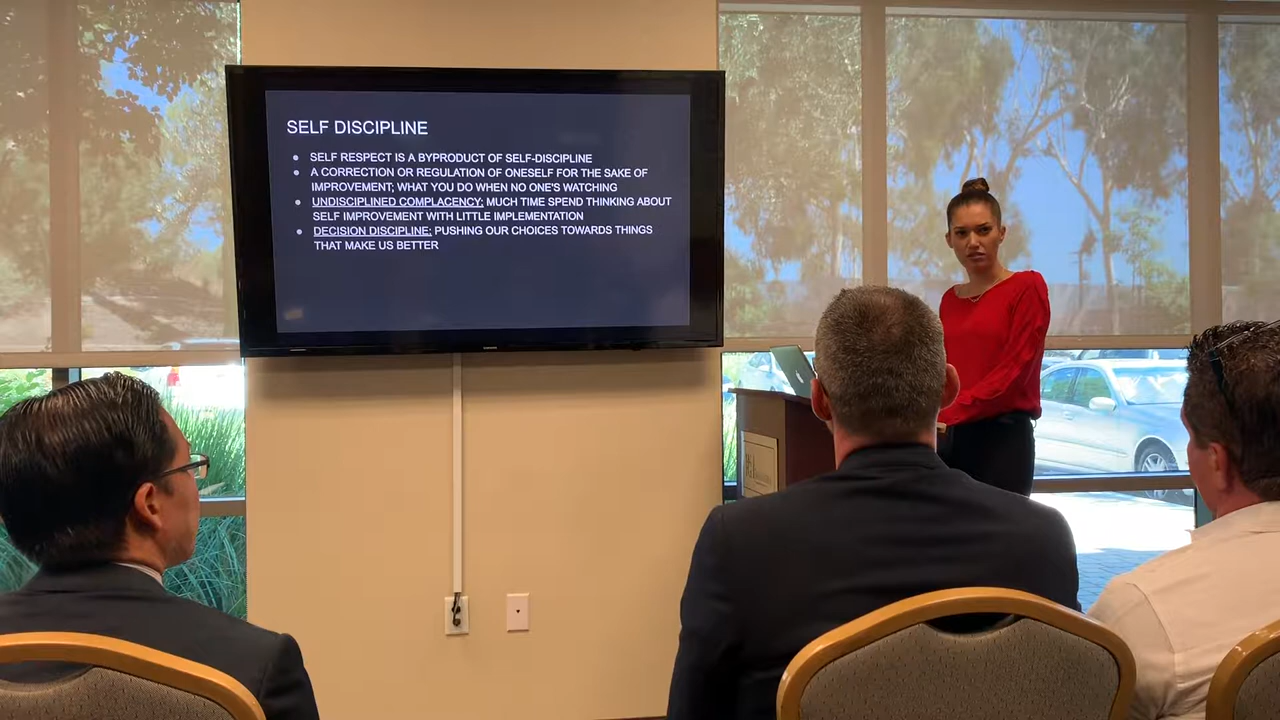 SELF DISCIPLINE
● SELF RESPECT IS A BYPRODUCT OF SELF-DISCIPLINE
● A CORRECTION OR REGULATION OF ONESELF FOR THE SAKE OF
IMPROVEMENT; WHAT YOU DO WHEN NO ONE'S WATCHING
● UNDISCIPLINED COMPLACENCY: MUCH TIME SPEND THINKING ABOUT
SELF IMPROVEMENT WITH LITTLE IMPLEMENTATION
● DECISION DISCIPLINE: PUSHING OUR CHOICES TOWARDS THINGS
THAT MAKE US BETTER